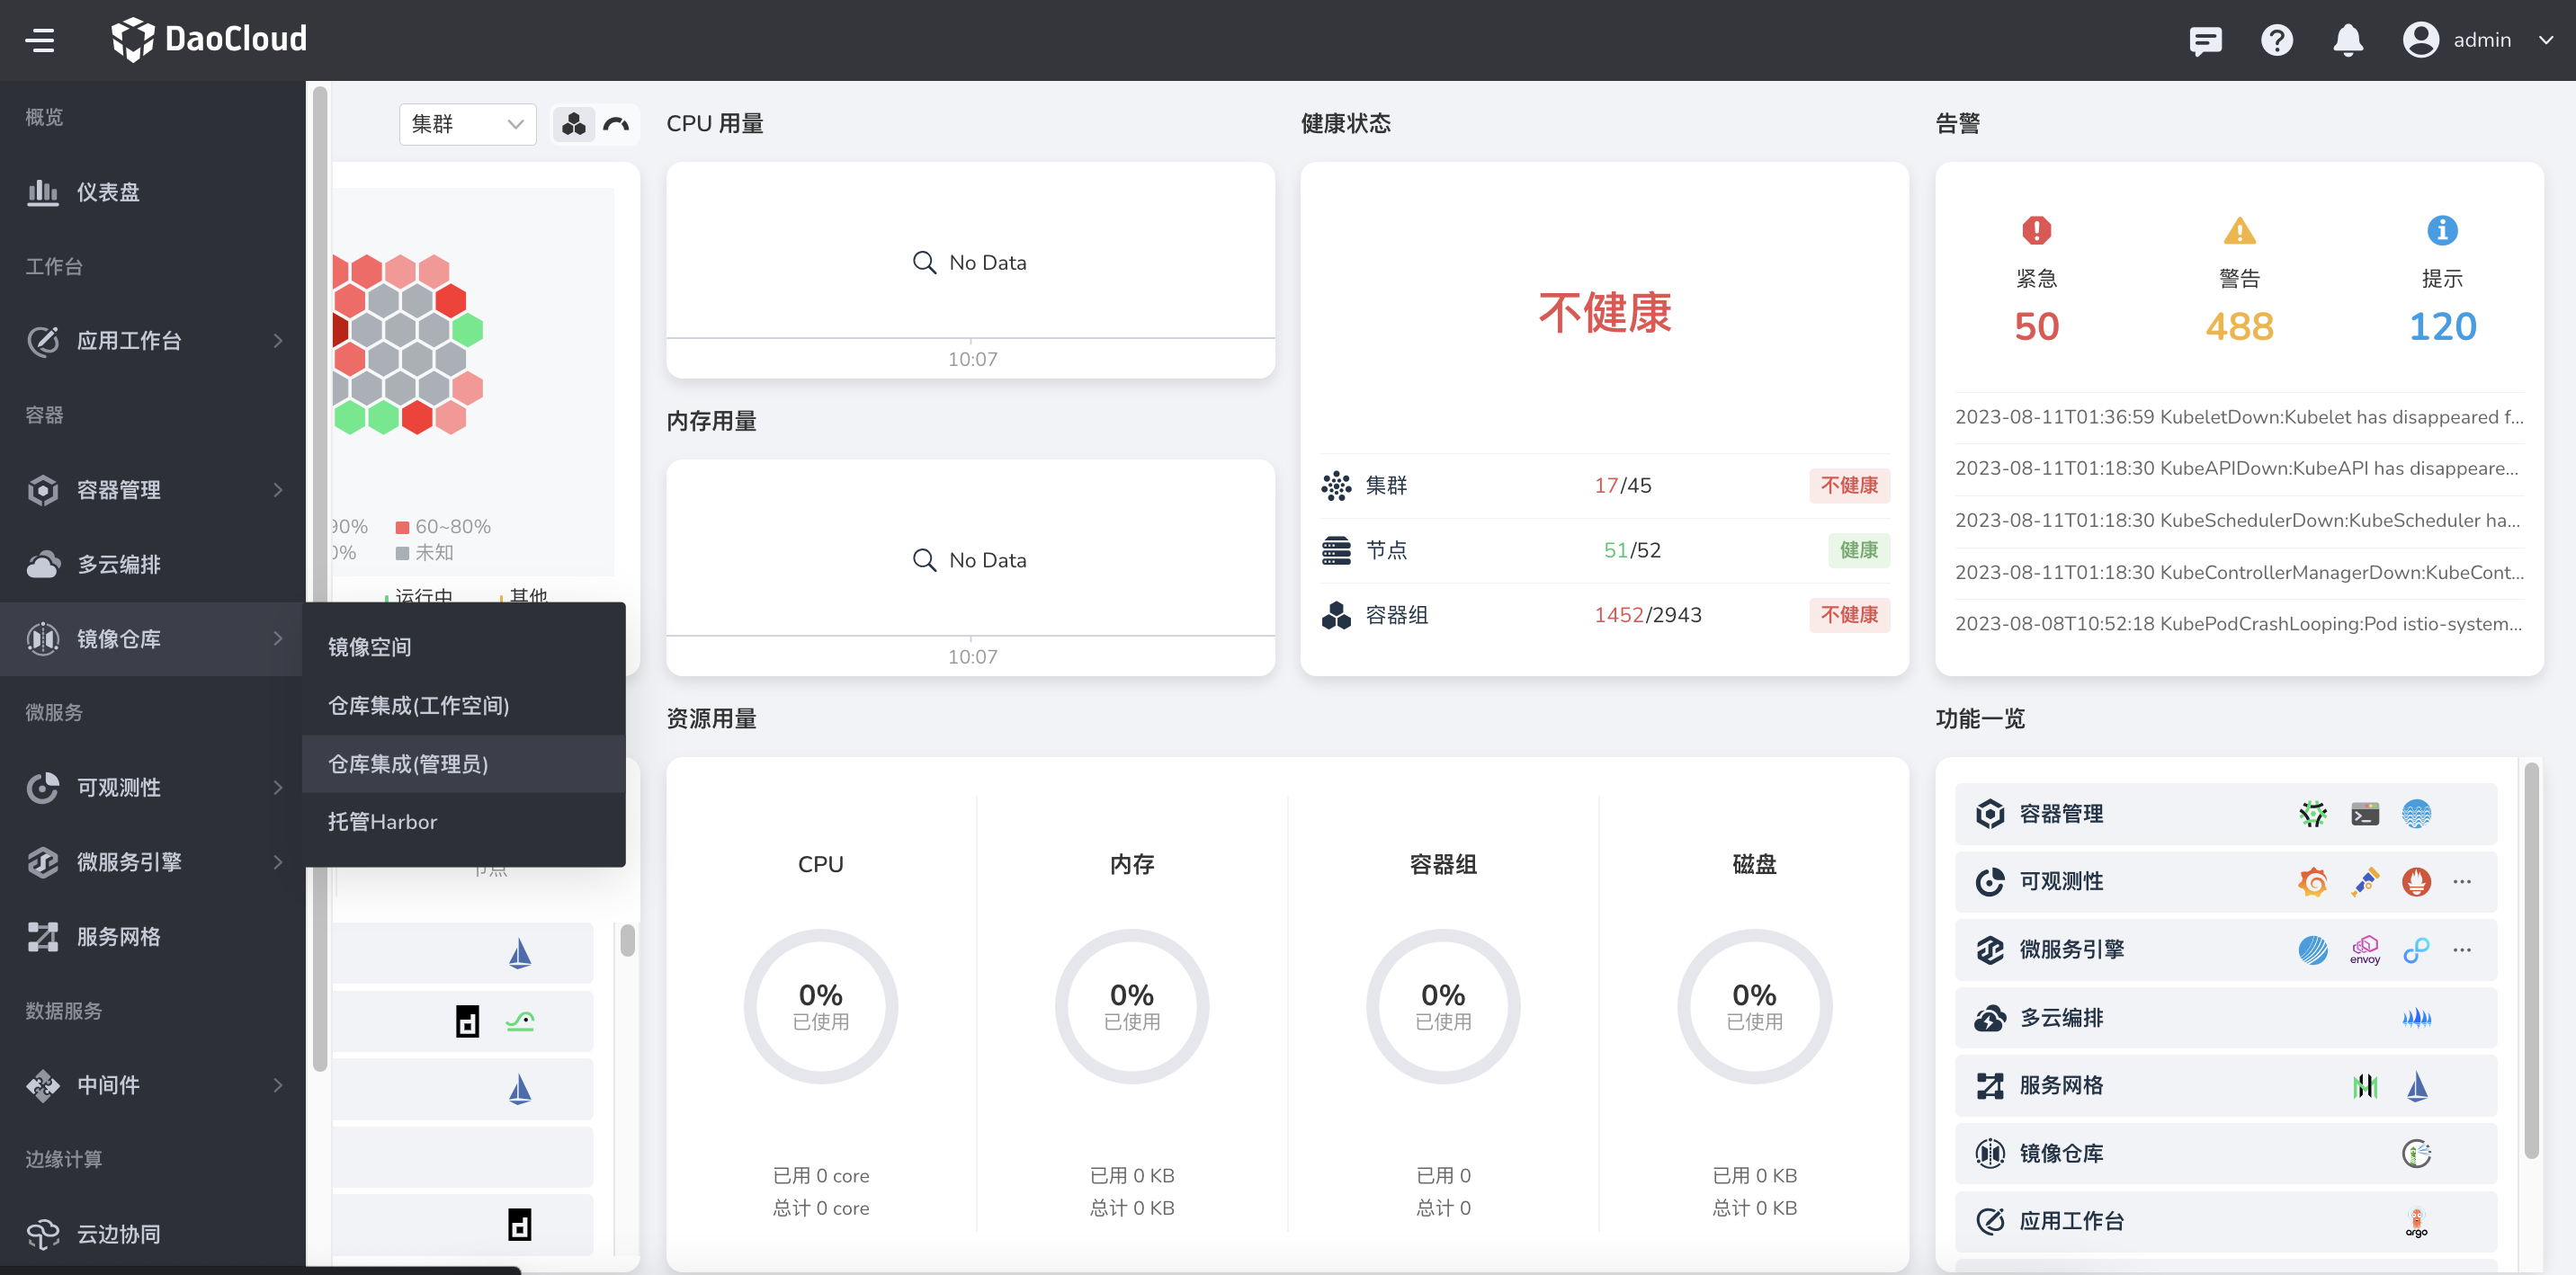 DaoCloud
admin
概览
仪表盘
工作台
应用工作台
容器
容器管理
多云编排
镜像仓库
微服务
可观测性
微服务引擎
服务网格
数据服务
中间件
边缘计算
云边协同
镜像空间
仓库集成(工作空间)
仓库集成(管理员)
托管Harbor
集群
60~80%
未知
运行中
其他
节点
CPU 用量
No Data
10:07
内存用量
No Data
10:07
健康状态
不健康
集群 17/45 不健康
节点 51/52 健康
容器组 1452/2943 不健康
告警
紧急 警告 提示
50 488 120
2023-08-11T01:36:59 KubeletDown:Kubelet has disappeared f...
2023-08-11T01:18:30 KubeAPIDown:KubeAPI has disappeare...
2023-08-11T01:18:30 KubeSchedulerDown:KubeScheduler ha...
2023-08-11T01:18:30 KubeControllerManagerDown:KubeCont...
2023-08-08T10:52:18 KubePodCrashLooping:Pod istio-system...
资源用量
CPU 内存 容器组 磁盘
0% 0% 0% 0%
已使用 已使用 已使用 已使用
已用 0 core 已用 0 KB 已用 0 已用 0 KB
总计 0 core 总计 0 KB 总计 0 总计 0 KB
功能一览
容器管理
可观测性 ...
微服务引擎 envoy ...
多云编排
服务网格
镜像仓库
应用工作台 argo